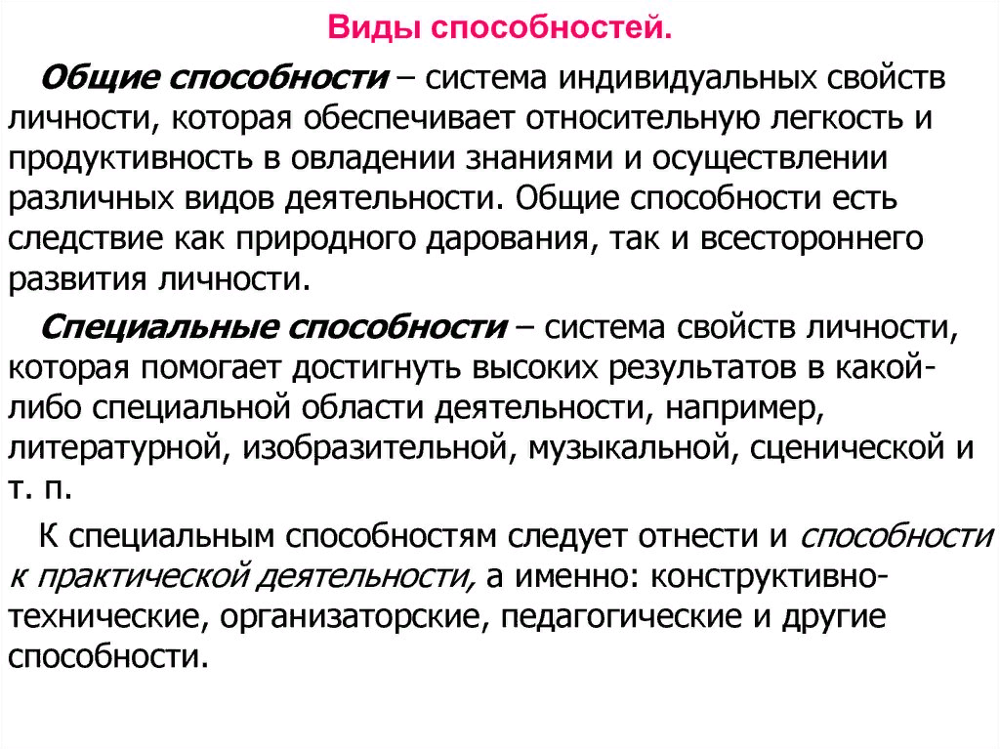 Виды способностей.
Общие способности – система индивидуальных свойств
личности, которая обеспечивает относительную легкость и
продуктивность в овладении знаниями и осуществлении
различных видов деятельности. Общие способности есть
следствие как природного дарования, так и всестороннего
развития личности.
Специальные способности – система свойств личности,
которая помогает достигнуть высоких результатов в какой-
либо специальной области деятельности, например,
литературной, изобразительной, музыкальной, сценической и
т. п.
К специальным способностям следует отнести и способности
к практической деятельности, а именно: конструктивно-
технические, организаторские, педагогические и другие
способности.